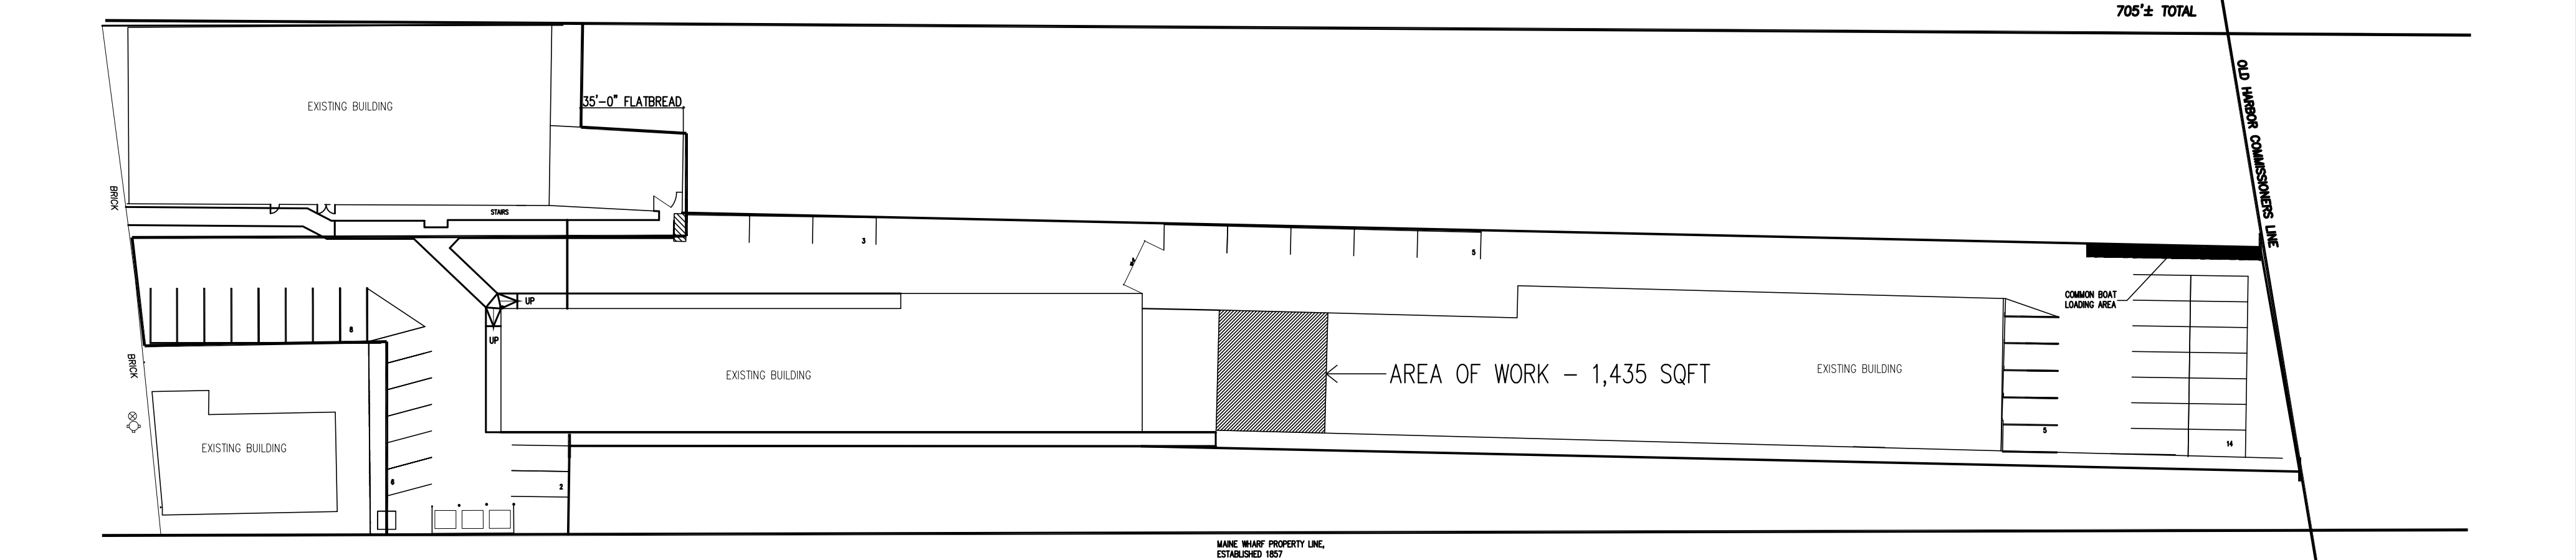 705'± TOTAL
OLD HARBOR COMMISSIONERS LINE
EXISTING BUILDING
35'-0" FLATBREAD
BRICK
STAIRS
3
5
UP
UP
8
BRICK
COMMON BOAT
LOADING AREA
EXISTING BUILDING
AREA OF WORK - 1,435 SQFT
EXISTING BUILDING
EXISTING BUILDING
5
14
6
2
MAINE WHARF PROPERTY LINE,
ESTABLISHED 1857